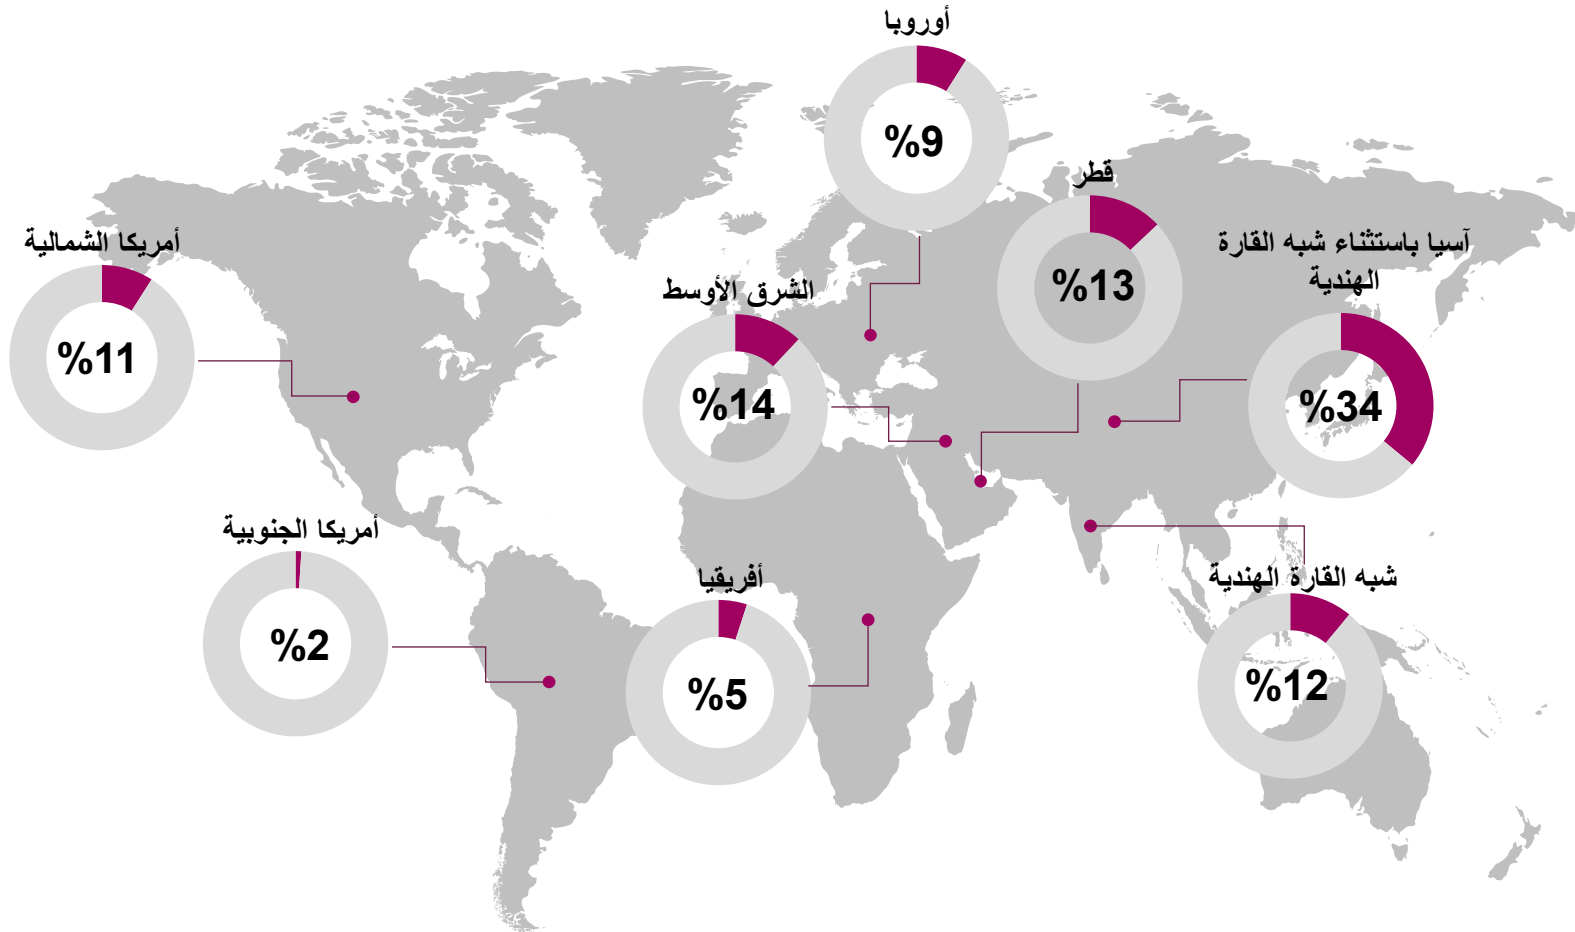 أوروبا
%9
قطر
%13
أمريكا الشمالية
%11
الشرق الأوسط
%14
آسيا باستثناء شبه القارة
الهندية
%34
أمريكا الجنوبية
%2
أفريقيا
%5
شبه القارة الهندية
%12